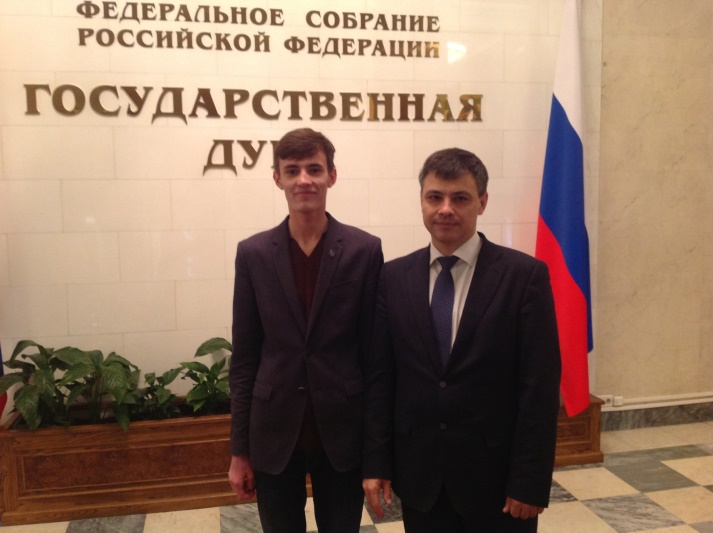 ФЕДЕРАЛЬНОЕ СОБРАНИЕ
РОССИЙСКОЙ ФЕДЕРАЦИИ
ГОСУДАРСТВЕННАЯ
ДУ